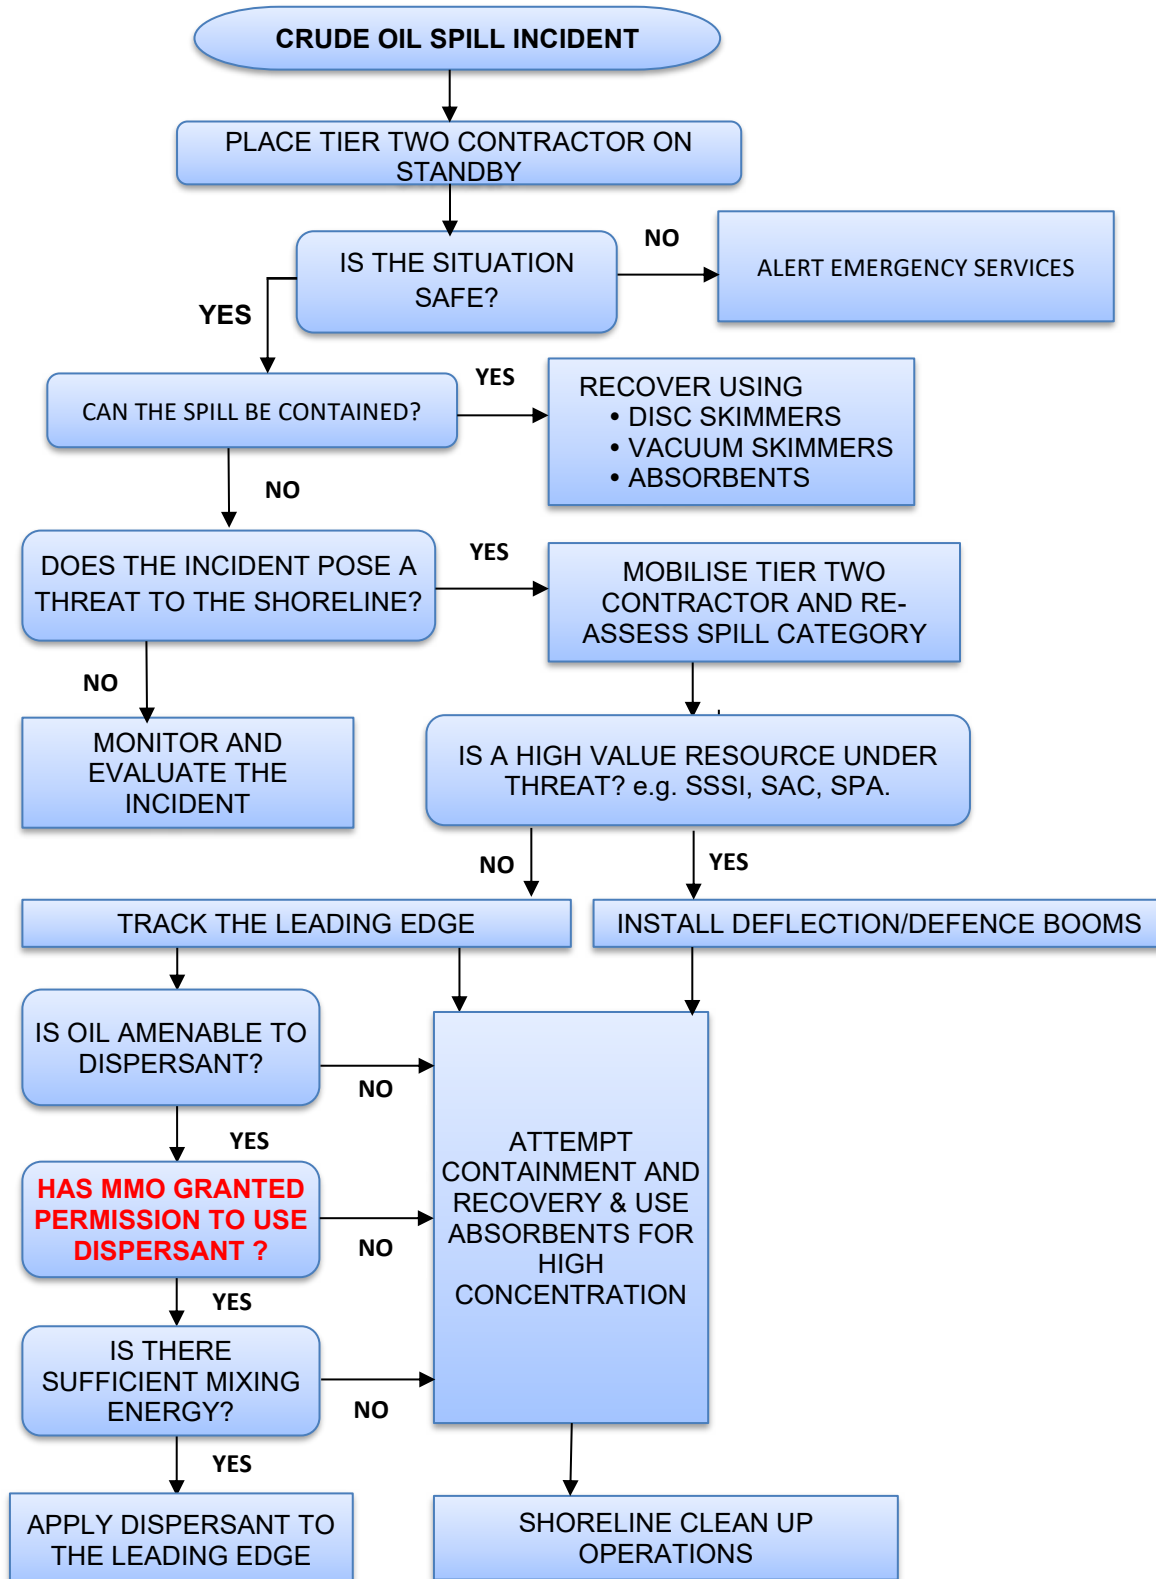 CRUDE OIL SPILL INCIDENT
PLACE TIER TWO CONTRACTOR ON
STANDBY
IS THE SITUATION
SAFE?
NO
ALERT EMERGENCY SERVICES
YES
CAN THE SPILL BE CONTAINED?
YES
RECOVER USING
• DISC SKIMMERS
• VACUUM SKIMMERS
• ABSORBENTS
NO
DOES THE INCIDENT POSE A
THREAT TO THE SHORELINE?
YES
MOBILISE TIER TWO
CONTRACTOR AND RE-
ASSESS SPILL CATEGORY
NO
MONITOR AND
EVALUATE THE
INCIDENT
IS A HIGH VALUE RESOURCE UNDER
THREAT? e.g. SSSI, SAC, SPA.
NO
YES
TRACK THE LEADING EDGE
INSTALL DEFLECTION/DEFENCE BOOMS
IS OIL AMENABLE TO
DISPERSANT?
NO
YES
HAS MMO GRANTED
PERMISSION TO USE
DISPERSANT ?
NO
YES
IS THERE
SUFFICIENT MIXING
ENERGY?
NO
YES
ATTEMPT
CONTAINMENT AND
RECOVERY & USE
ABSORBENTS FOR
HIGH
CONCENTRATION
APPLY DISPERSANT TO
THE LEADING EDGE
SHORELINE CLEAN UP
OPERATIONS